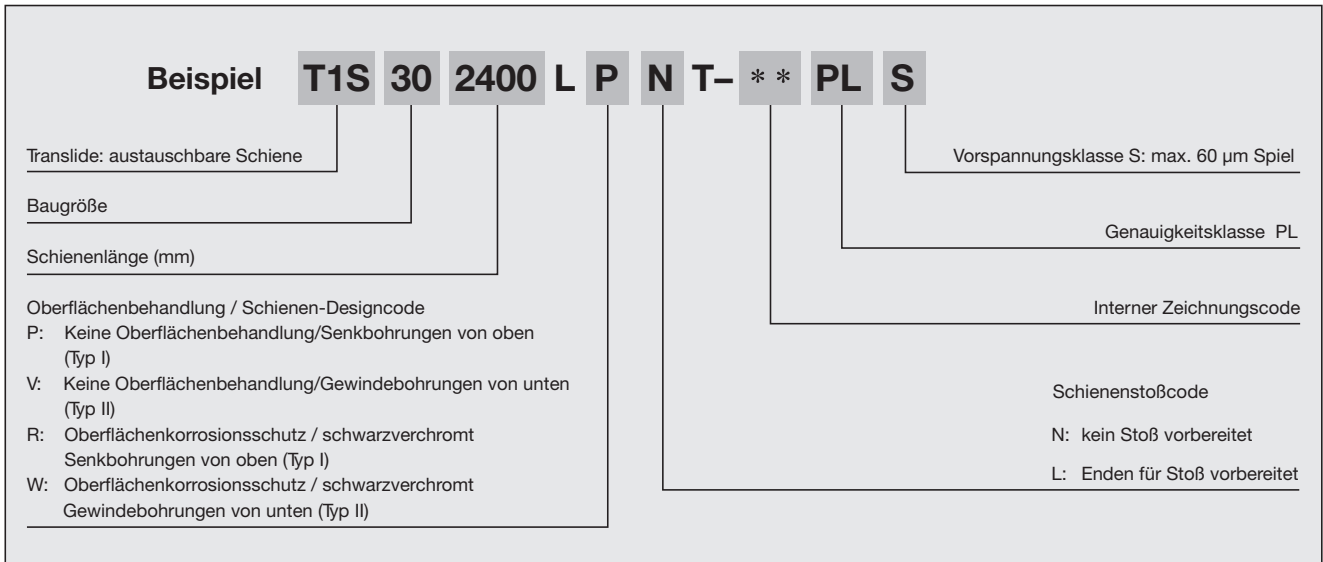 Beispiel T1S 30 2400 L P N T– ** PL S
Translide: austauschbare Schiene
Baugröße
Schienenlänge (mm)
Oberflächenbehandlung / Schienen-Designcode
P: Keine Oberflächenbehandlung/Senkbohrungen von oben
(Typ I)
V: Keine Oberflächenbehandlung/Gewindebohrungen von unten
(Typ II)
R: Oberflächenkorrosionsschutz / schwarzverchromt
Senkbohrungen von oben (Typ I)
W: Oberflächenkorrosionsschutz / schwarzverchromt
Gewindebohrungen von unten (Typ II)
Vorspannungsklasse S: max. 60 µm Spiel
Genauigkeitsklasse PL
Interner Zeichnungscode
Schienenstoßcode
N: kein Stoß vorbereitet
L: Enden für Stoß vorbereitet